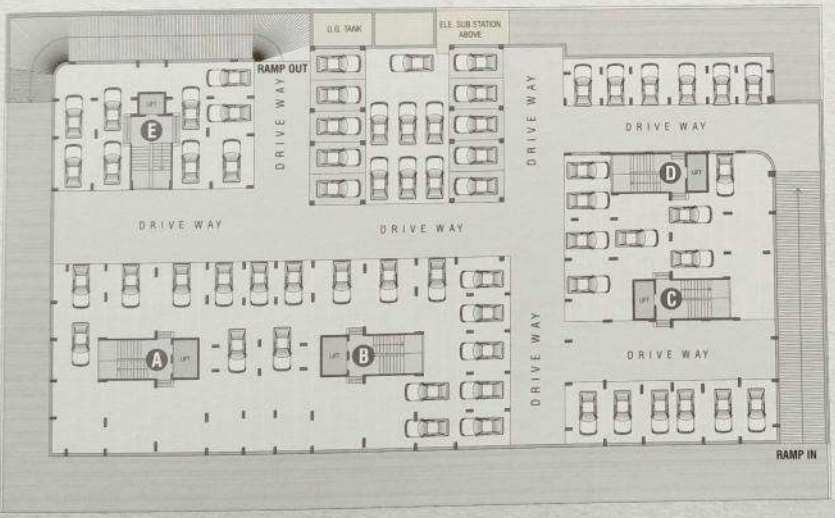 U.G. TANK
ELE. SUB STATION
ABOVE
RAMP OUT
LIFT
E
DRIVE WAY
DRIVE WAY
DRIVE WAY
D
LIFT
DRIVE WAY
DRIVE WAY
LIFT
C
A
LIFT
LIFT
B
DRIVE WAY
DRIVE WAY
RAMP IN